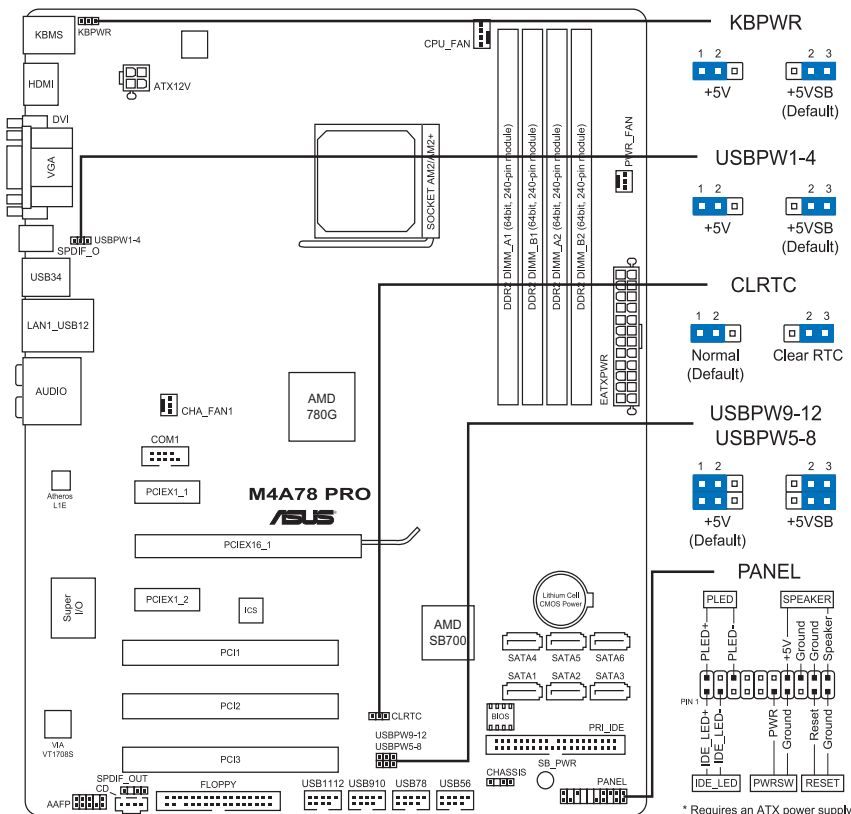 KBMS
KBPWR
CPU_FAN
KBPWR
1 2
+5V
2 3
+5VSB
(Default)
HDMI
ATX12V
DVI
VGA
SOCKET AM2/AM2+
DDR2 DIMM_A1 (64bit, 240-pin module)
DDR2 DIMM_B1 (64bit, 240-pin module)
DDR2 DIMM_A2 (64bit, 240-pin module)
DDR2 DIMM_B2 (64bit, 240-pin module)
PWR_FAN
USBPW1-4
1 2
+5V
2 3
+5VSB
(Default)
USBPW1-4
SPDIF_O
USB34
LAN1_USB12
EATXPWR
CLRTC
1 2
Normal
(Default)
2 3
Clear RTC
AUDIO
CHA_FAN1
AMD
780G
COM1
USBPW9-12
USBPW5-8
1 2
+5V
(Default)
2 3
+5VSB
Atheros
L1E
PCIEX1_1
M4A78 PRO
ASUS
PCIEX16_1
Super
I/O
PCIEX1_2
ICS
AMD
SB700
Lithium Cell
CMOS Power
SATA4
SATA5
SATA6
SATA1
SATA2
SATA3
PANEL
PLED
SPEAKER
PLED+
PLED-
+5V
Ground
Ground
Speaker
PIN 1
IDE_LED+
IDE_LED-
PWR
Ground
Reset
Ground
IDE_LED
PWRSW
RESET
* Requires an ATX power supply
PCI1
PCI2
PCI3
CLRTC
BIOS
PRI_IDE
VIA
VT1708S
USBPW9-12
USBPW5-8
SPDIF_OUT
CD
AAFP
FLOPPY
USB1112
USB910
USB78
USB56
CHASSIS
SB_PWR
PANEL